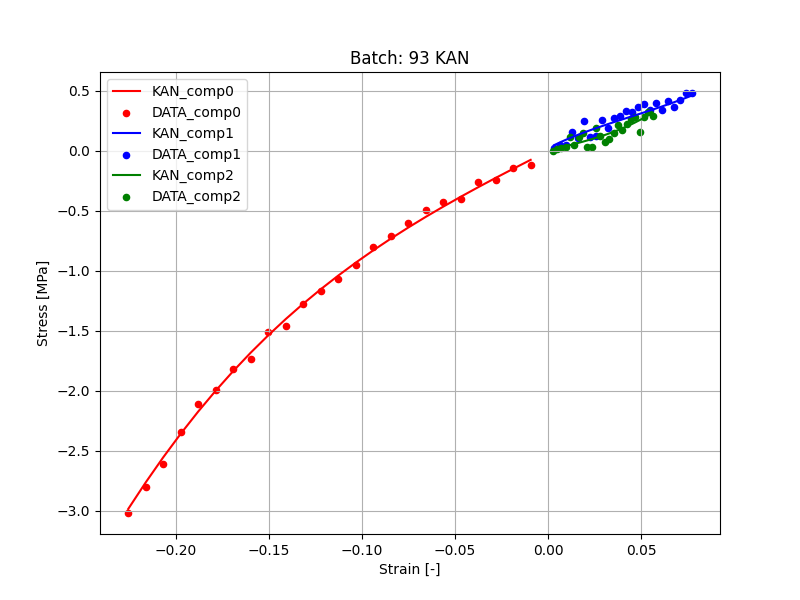 Batch: 93 KAN
KAN_comp0
DATA_comp0
KAN_comp1
DATA_comp1
KAN_comp2
DATA_comp2
0.5
0.0
−0.5
−1.0
−1.5
−2.0
−2.5
−3.0
Stress [MPa]
−0.20
−0.15
−0.10
−0.05
0.00
0.05
Strain [-]